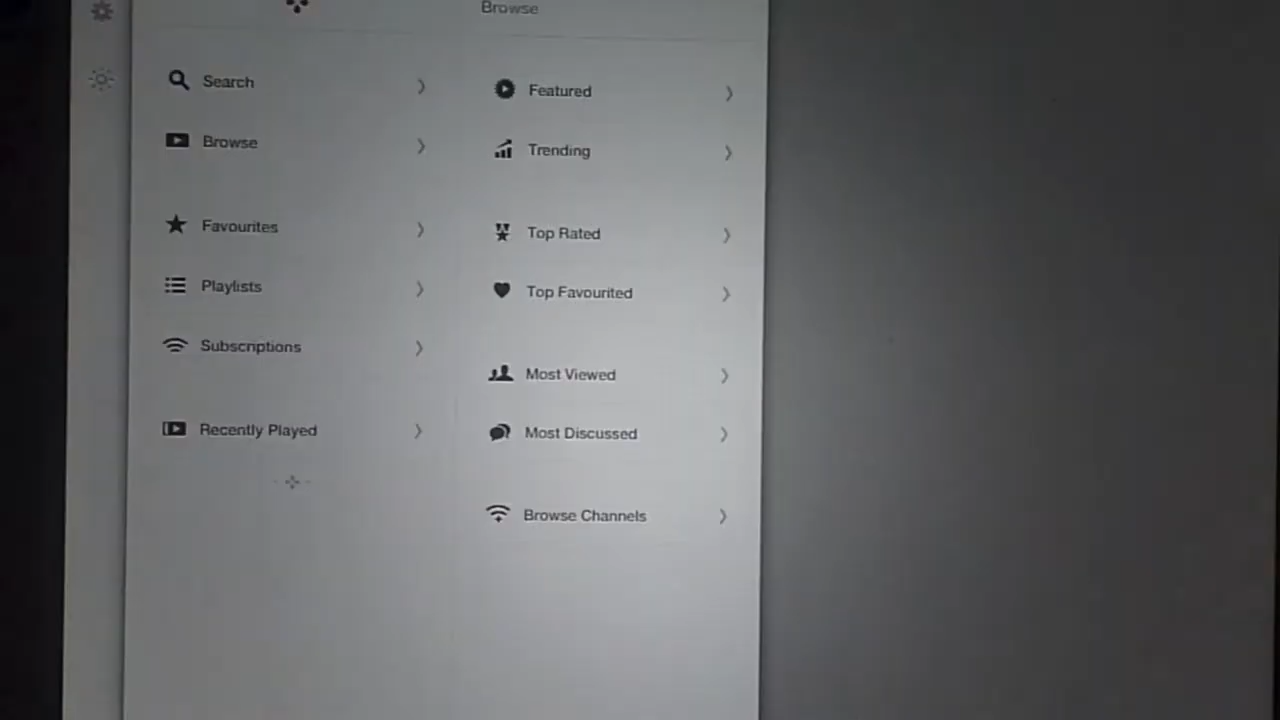 Browse
Search
Browse
Favourites
Playlists
Subscriptions
Recently Played
Featured
Trending
Top Rated
Top Favourited
Most Viewed
Most Discussed
Browse Channels